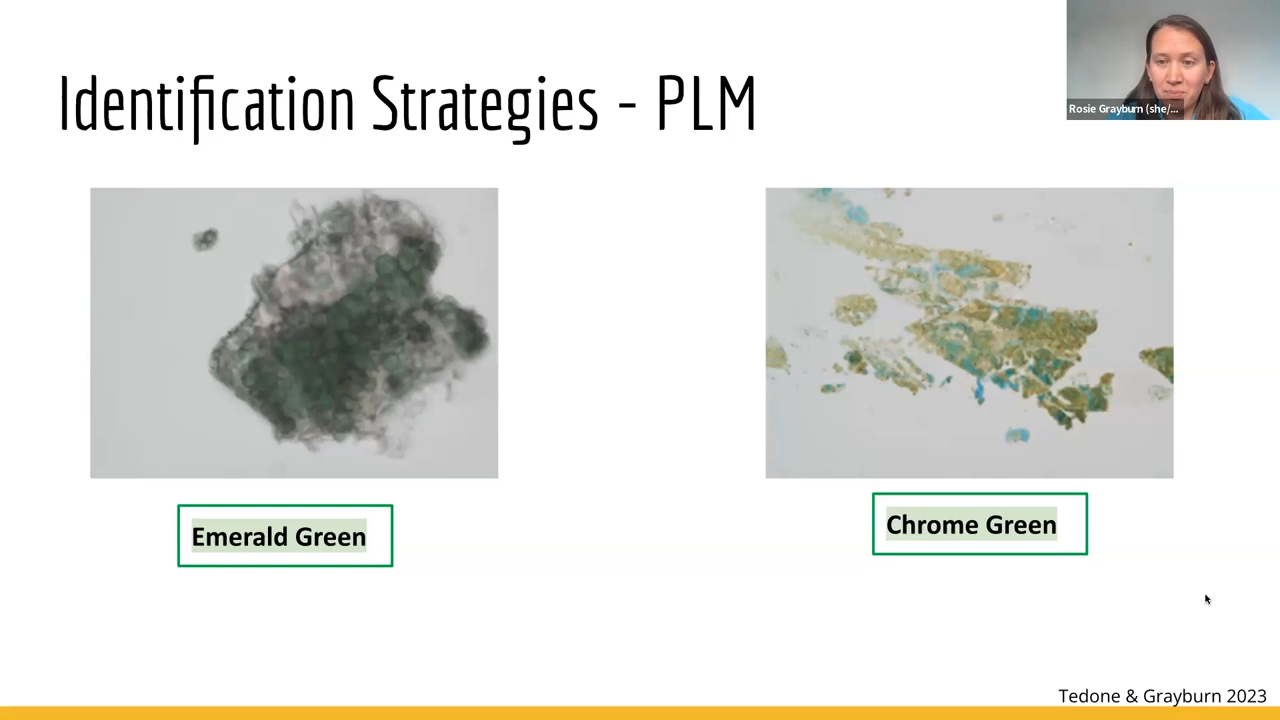 Identification Strategies - PLM
Rosie Grayburn (she/...
Emerald Green
Chrome Green
Tedone & Grayburn 2023